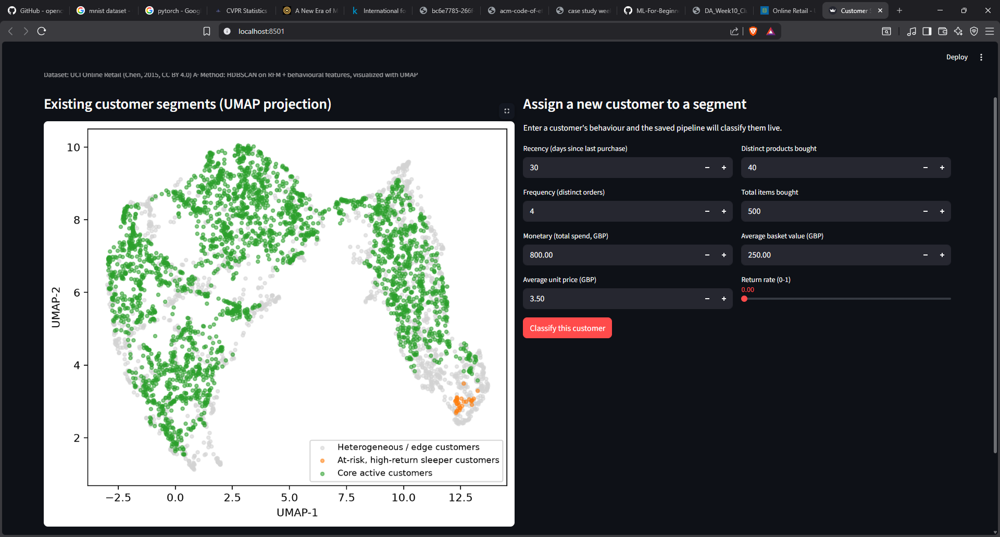 GitHub - openc
mnist dataset -
pytorch - Goog
CVPR Statistics
A New Era of M
International fo
bc6e7785-266f
acm-code-of-et
case study wee
ML-For-Beginn
DA_Week10_Clu
Online Retail -
Customer S
localhost:8501
Deploy
Dataset: UCI Online Retail (Chen, 2015, CC BY 4.0) A· Method: HDBSCAN on RFM + behavioural features, visualized with UMAP
Existing customer segments (UMAP projection)
10
8
6
4
2
UMAP-2
−2.5 0.0 2.5 5.0 7.5 10.0 12.5
UMAP-1
Heterogeneous / edge customers
At-risk, high-return sleeper customers
Core active customers
Assign a new customer to a segment
Enter a customer's behaviour and the saved pipeline will classify them live.
Recency (days since last purchase)
30
Distinct products bought
40
Frequency (distinct orders)
4
Total items bought
500
Monetary (total spend, GBP)
800.00
Average basket value (GBP)
250.00
Average unit price (GBP)
3.50
Return rate (0-1)
0.00
Classify this customer